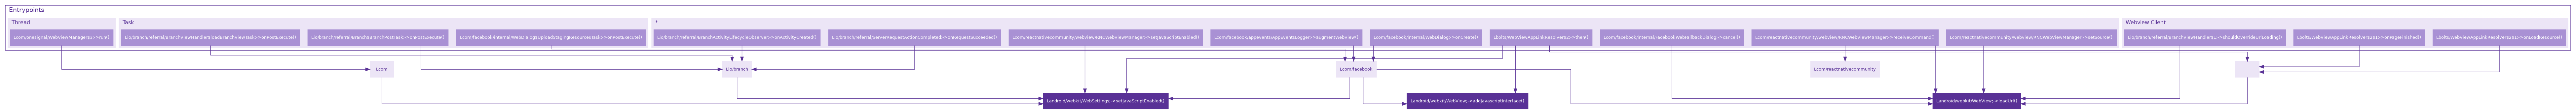 Entrypoints
Thread
Task
*
Webview Client
Lcom/onesignal/WebViewManager$3:->run()
Lio/branch/referral/BranchViewHandler$loadBranchViewTask:->onPostExecute()
Lio/branch/referral/Branch$BranchPostTask:->onPostExecute()
Lcom/facebook/internal/WebDialog$UploadStagingResourcesTask:->onPostExecute()
Lio/branch/referral/BranchActivityLifecycleObserver:->onActivityCreated()
Lio/branch/referral/ServerRequestActionCompleted:->onRequestSucceeded()
Lcom/reactnativecommunity/webview/RNCWebViewManager:->setJavaScriptEnabled()
Lcom/facebook/appevents/AppEventsLogger:->augmentWebView()
Lcom/facebook/internal/WebDialog:->onCreate()
Lbolts/WebViewAppLinkResolver$2:->then()
Lcom/facebook/internal/FacebookWebFallbackDialog:->cancel()
Lcom/reactnativecommunity/webview/RNCWebViewManager:->receiveCommand()
Lcom/reactnativecommunity/webview/RNCWebViewManager:->setSource()
Lio/branch/referral/BranchViewHandler$1:->shouldOverrideUrlLoading()
Lbolts/WebViewAppLinkResolver$2$1:->onPageFinished()
Lbolts/WebViewAppLinkResolver$2$1:->onLoadResource()
Lcom
Lio/branch
Lcom/facebook
Lcom/reactnativecommunity
Landroid/webkit/WebSettings:->setJavaScriptEnabled()
Landroid/webkit/WebView:->addJavascriptInterface()
Landroid/webkit/WebView:->loadUrl()